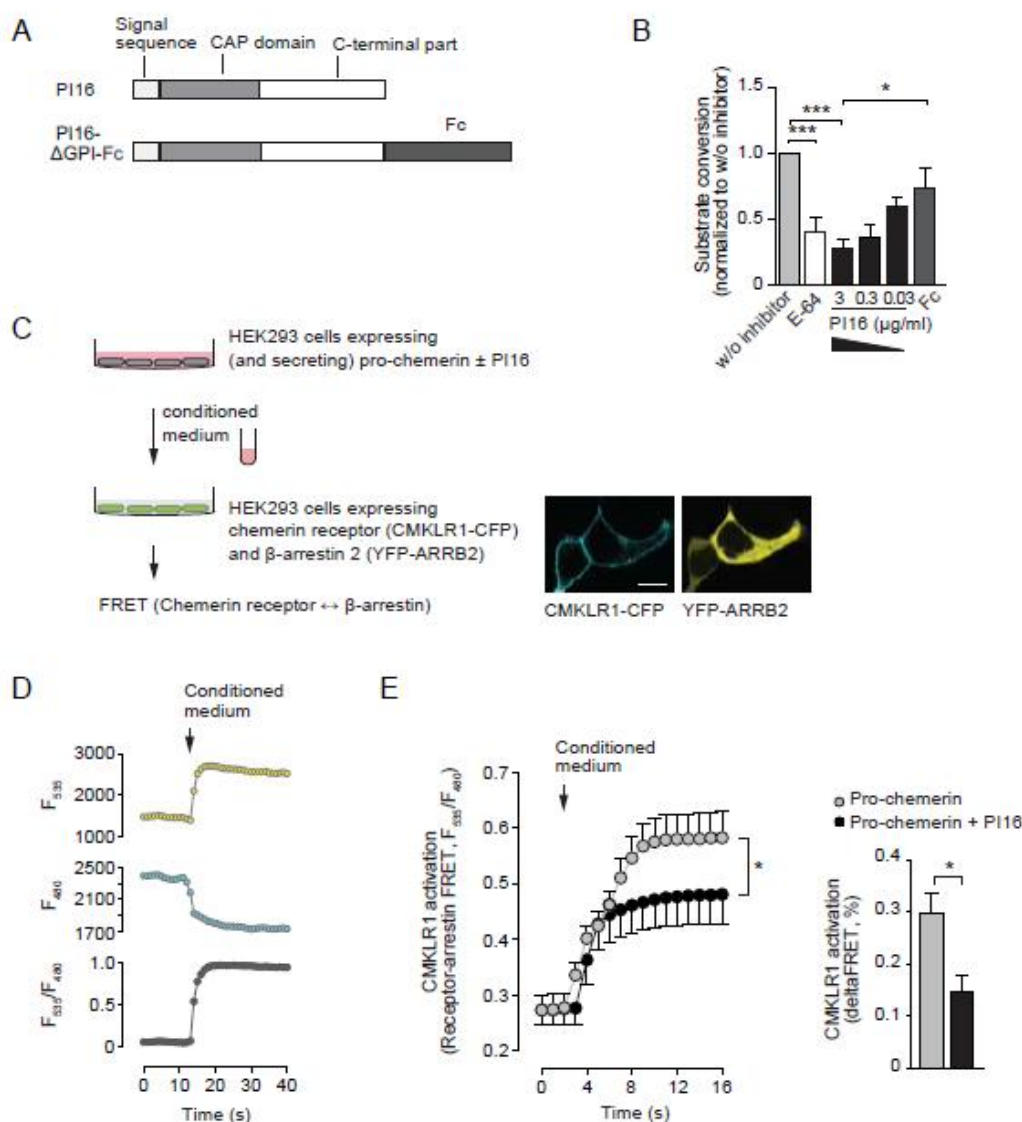 A
Signal
sequence
CAP domain
C-terminal part
PI16
PI16-
ΔGPI-Fc
Fc
B
Substrate conversion
(normalized to w/o inhibitor)
1.5
1.0
0.5
0
***
***
*
w/o inhibitor
E-64
3
0.3
0.03
Fc
PI16 (µg/ml)
C
HEK293 cells expressing
(and secreting) pro-chemerin ± PI16
conditioned
medium
HEK293 cells expressing
chemerin receptor (CMKLR1-CFP)
and β-arrestin 2 (YFP-ARRB2)
FRET (Chemerin receptor ↔ β-arrestin)
CMKLR1-CFP
YFP-ARRB2
D
Conditioned
medium
F535
3000
2000
1000
F480
2500
2100
1700
F535/F480
1.0
0.5
0
0 10 20 30 40
Time (s)
E
Conditioned
medium
CMKLR1 activation
(Receptor-arrestin FRET, F535/F480)
0.7
0.6
0.5
0.4
0.3
0.2
*
0 4 8 12 16
Time (s)
Pro-chemerin
Pro-chemerin + PI16
CMKLR1 activation
(deltaFRET, %)
0.4
0.3
0.2
0.1
0
*